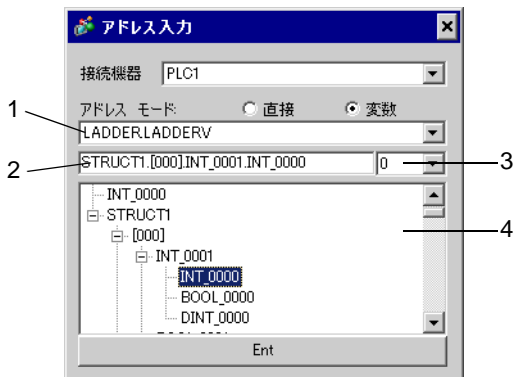 アドレス入力
接続機器 PLC1
アドレス モード: 直接 変数
1
LADDER.LADDERV
2
STRUCT1.[000].INT_0001.INT_0000 0
3
INT_0000
STRUCT1
[000]
4
INT_0001
INT_0000
BOOL_0000
DINT_0000
Ent